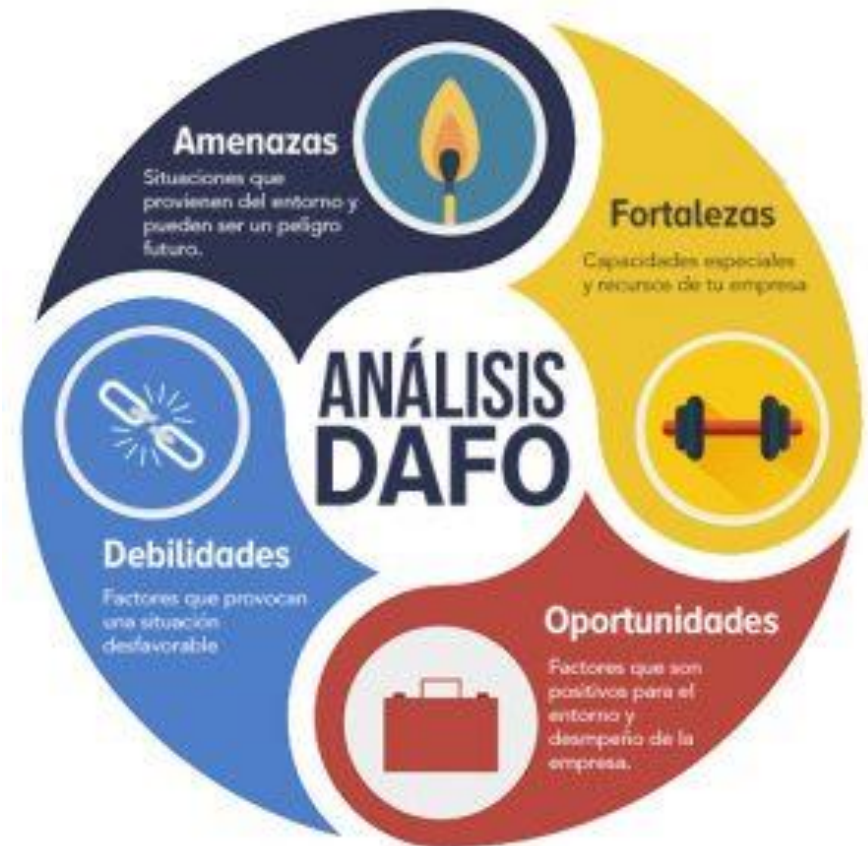 Amenazas
Situaciones que
provienen del entorno y
pueden ser un peligro
futuro.
Fortalezas
Capacidades especiales
y recursos de tu empresa
ANÁLISIS
DAFO
Debilidades
Factores que provocan
una situación
desfavorable
Oportunidades
Factores que son
positivos para el
entorno y
desmpeño de la
empresa.